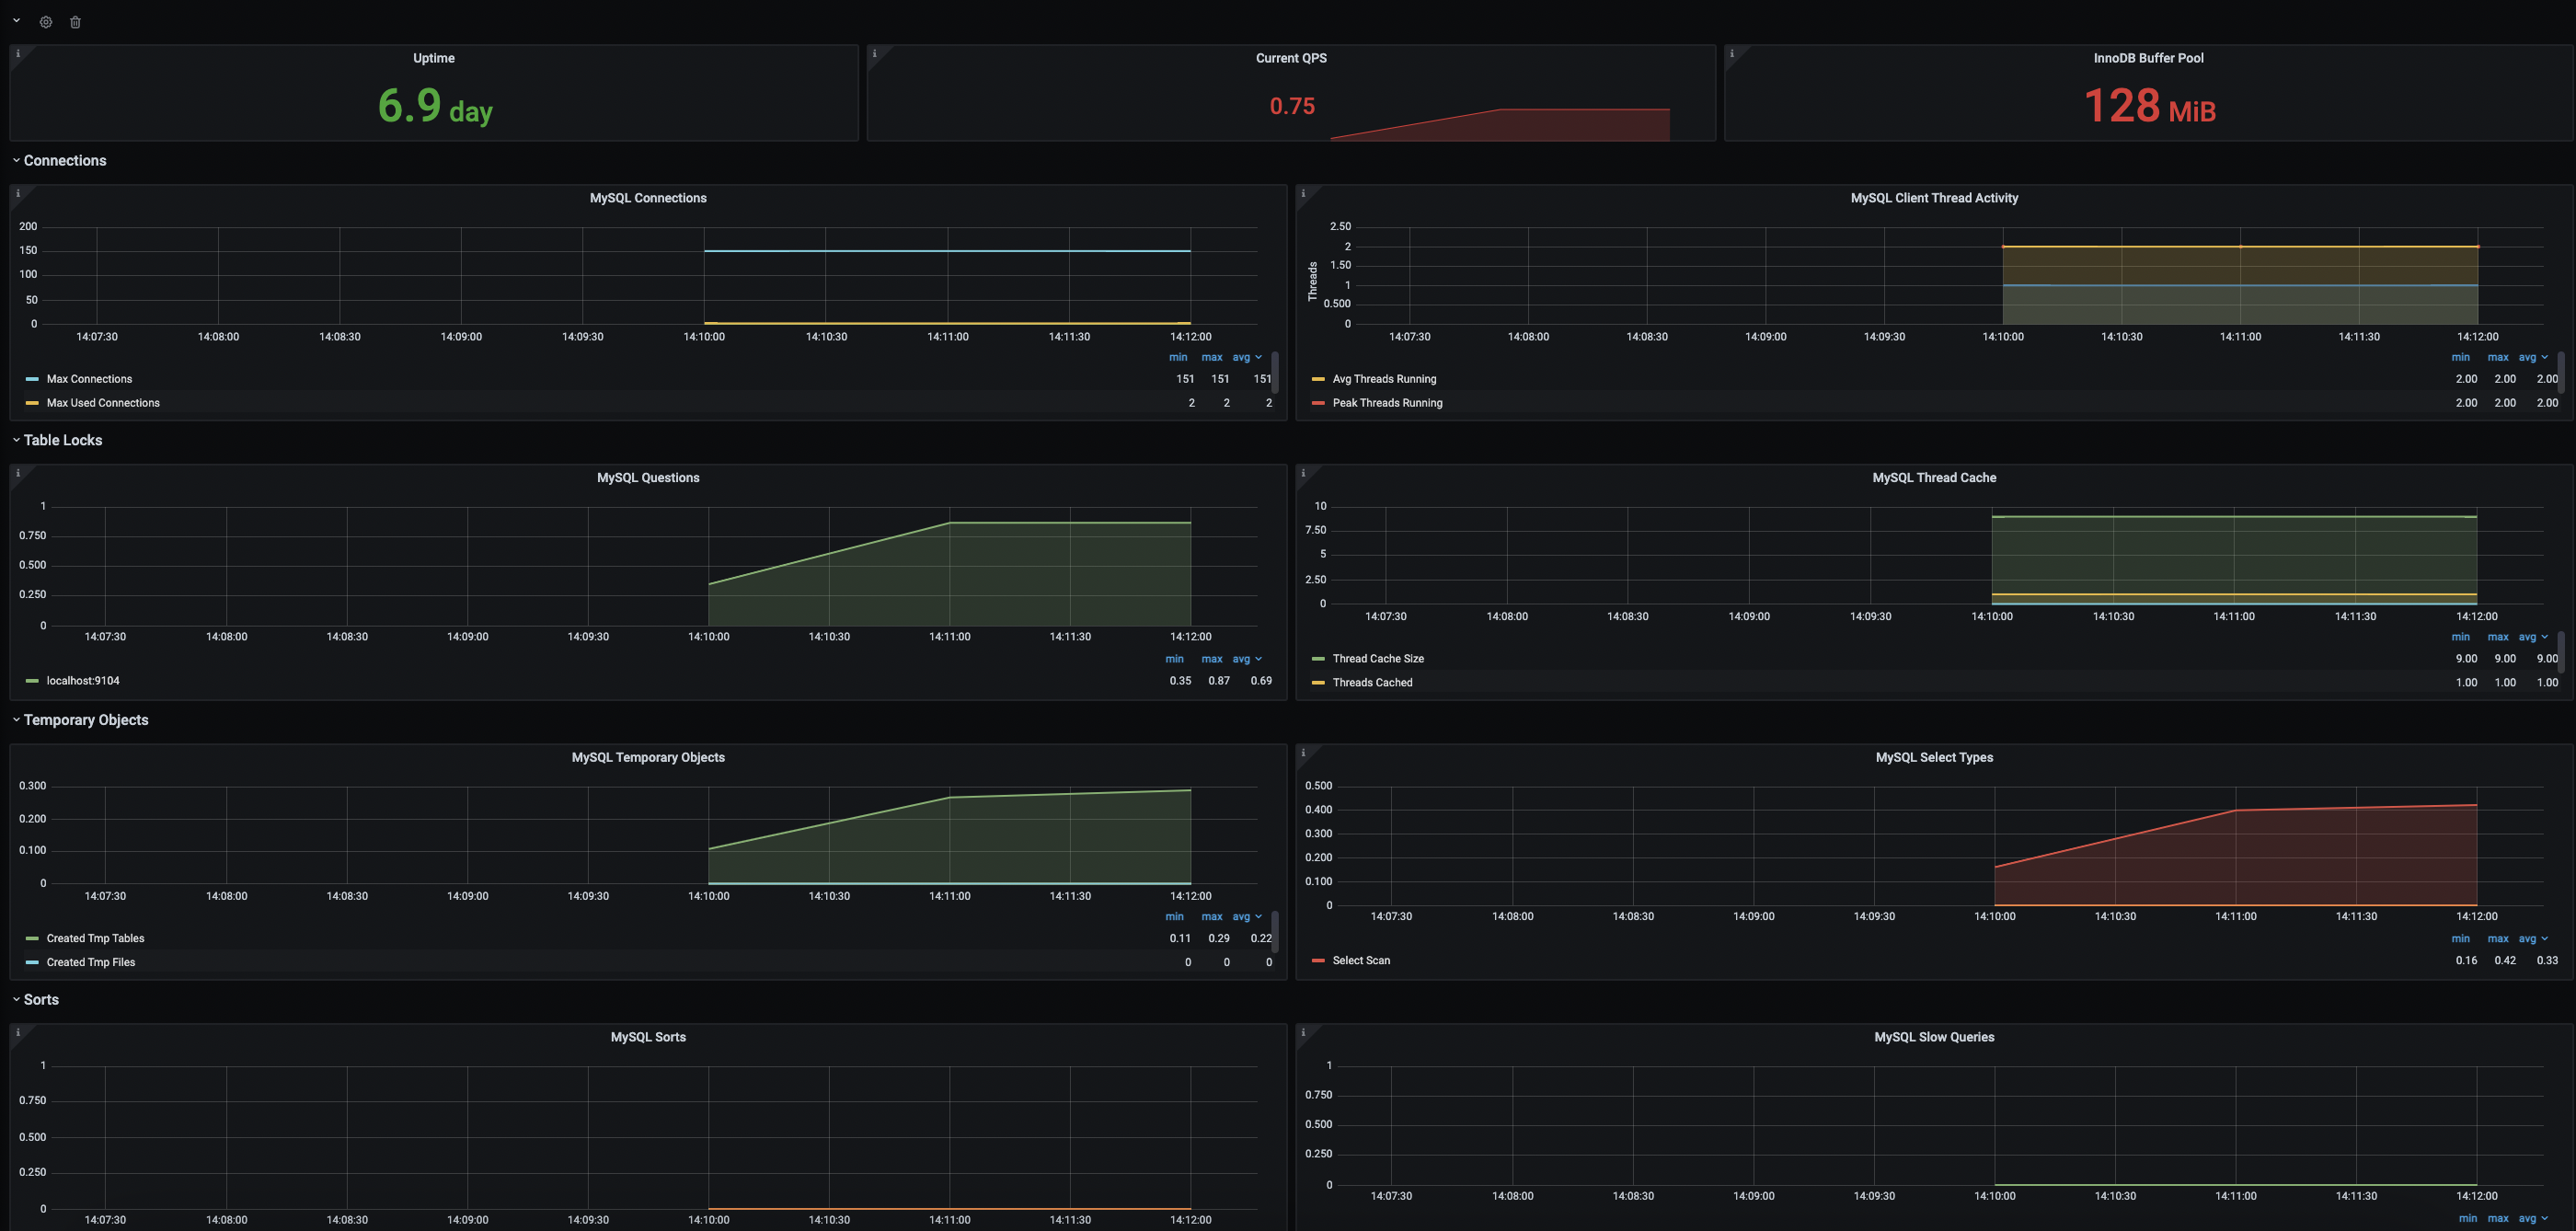 Uptime
6.9 day
Current QPS
0.75
InnoDB Buffer Pool
128 MiB
Connections
MySQL Connections
200
150
100
50
0
14:07:30 14:08:00 14:08:30 14:09:00 14:09:30 14:10:00 14:10:30 14:11:00 14:11:30 14:12:00
min max avg
Max Connections 151 151 151
Max Used Connections 2 2 2
MySQL Client Thread Activity
Threads
2.50
2
1.50
1
0.500
0
14:07:30 14:08:00 14:08:30 14:09:00 14:09:30 14:10:00 14:10:30 14:11:00 14:11:30 14:12:00
min max avg
Avg Threads Running 2.00 2.00 2.00
Peak Threads Running 2.00 2.00 2.00
Table Locks
MySQL Questions
1
0.750
0.500
0.250
0
14:07:30 14:08:00 14:08:30 14:09:00 14:09:30 14:10:00 14:10:30 14:11:00 14:11:30 14:12:00
min max avg
localhost:9104 0.35 0.87 0.69
MySQL Thread Cache
10
7.50
5
2.50
0
14:07:30 14:08:00 14:08:30 14:09:00 14:09:30 14:10:00 14:10:30 14:11:00 14:11:30 14:12:00
min max avg
Thread Cache Size 9.00 9.00 9.00
Threads Cached 1.00 1.00 1.00
Temporary Objects
MySQL Temporary Objects
0.300
0.200
0.100
0
14:07:30 14:08:00 14:08:30 14:09:00 14:09:30 14:10:00 14:10:30 14:11:00 14:11:30 14:12:00
min max avg
Created Tmp Tables 0.11 0.29 0.22
Created Tmp Files 0 0 0
MySQL Select Types
0.500
0.400
0.300
0.200
0.100
0
14:07:30 14:08:00 14:08:30 14:09:00 14:09:30 14:10:00 14:10:30 14:11:00 14:11:30 14:12:00
min max avg
Select Scan 0.16 0.42 0.33
Sorts
MySQL Sorts
1
0.750
0.500
0.250
0
14:07:30 14:08:00 14:08:30 14:09:00 14:09:30 14:10:00 14:10:30 14:11:00 14:11:30 14:12:00
MySQL Slow Queries
1
0.750
0.500
0.250
0
14:07:30 14:08:00 14:08:30 14:09:00 14:09:30 14:10:00 14:10:30 14:11:00 14:11:30 14:12:00
min max avg